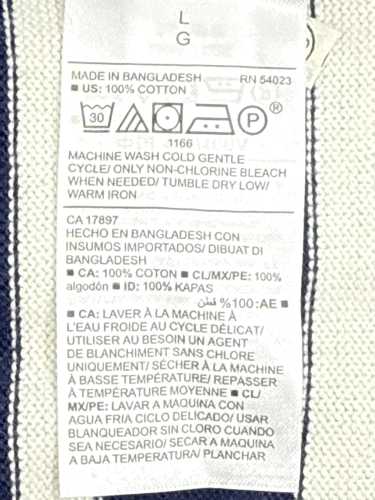 L
G
MADE IN BANGLADESH RN 54023
■ US: 100% COTTON
30 P ®
1166
MACHINE WASH COLD GENTLE
CYCLE/ ONLY NON-CHLORINE BLEACH
WHEN NEEDED/ TUMBLE DRY LOW/
WARM IRON
CA 17897
HECHO EN BANGLADESH CON
INSUMOS IMPORTADOS/ DIBUAT DI
BANGLADESH
■ CA: 100% COTON ■ CL/MX/PE: 100%
algodón ■ ID: 100% KAPAS
■ AE: 100% قطن
■ CA: LAVER À LA MACHINE À
L'EAU FROIDE AU CYCLE DÉLICAT/
UTILISER AU BESOIN UN AGENT
DE BLANCHIMENT SANS CHLORE
UNIQUEMENT/ SÉCHER À LA MACHINE
À BASSE TEMPÉRATURE/ REPASSER
À TEMPÉRATURE MOYENNE ■ CL/
MX/PE: LAVAR A MAQUINA CON
AGUA FRIA CICLO DELICADO/ USAR
BLANQUEADOR SIN CLORO CUANDO
SEA NECESARIO/ SECAR A MAQUINA
A BAJA TEMPERATURA/ PLANCHAR